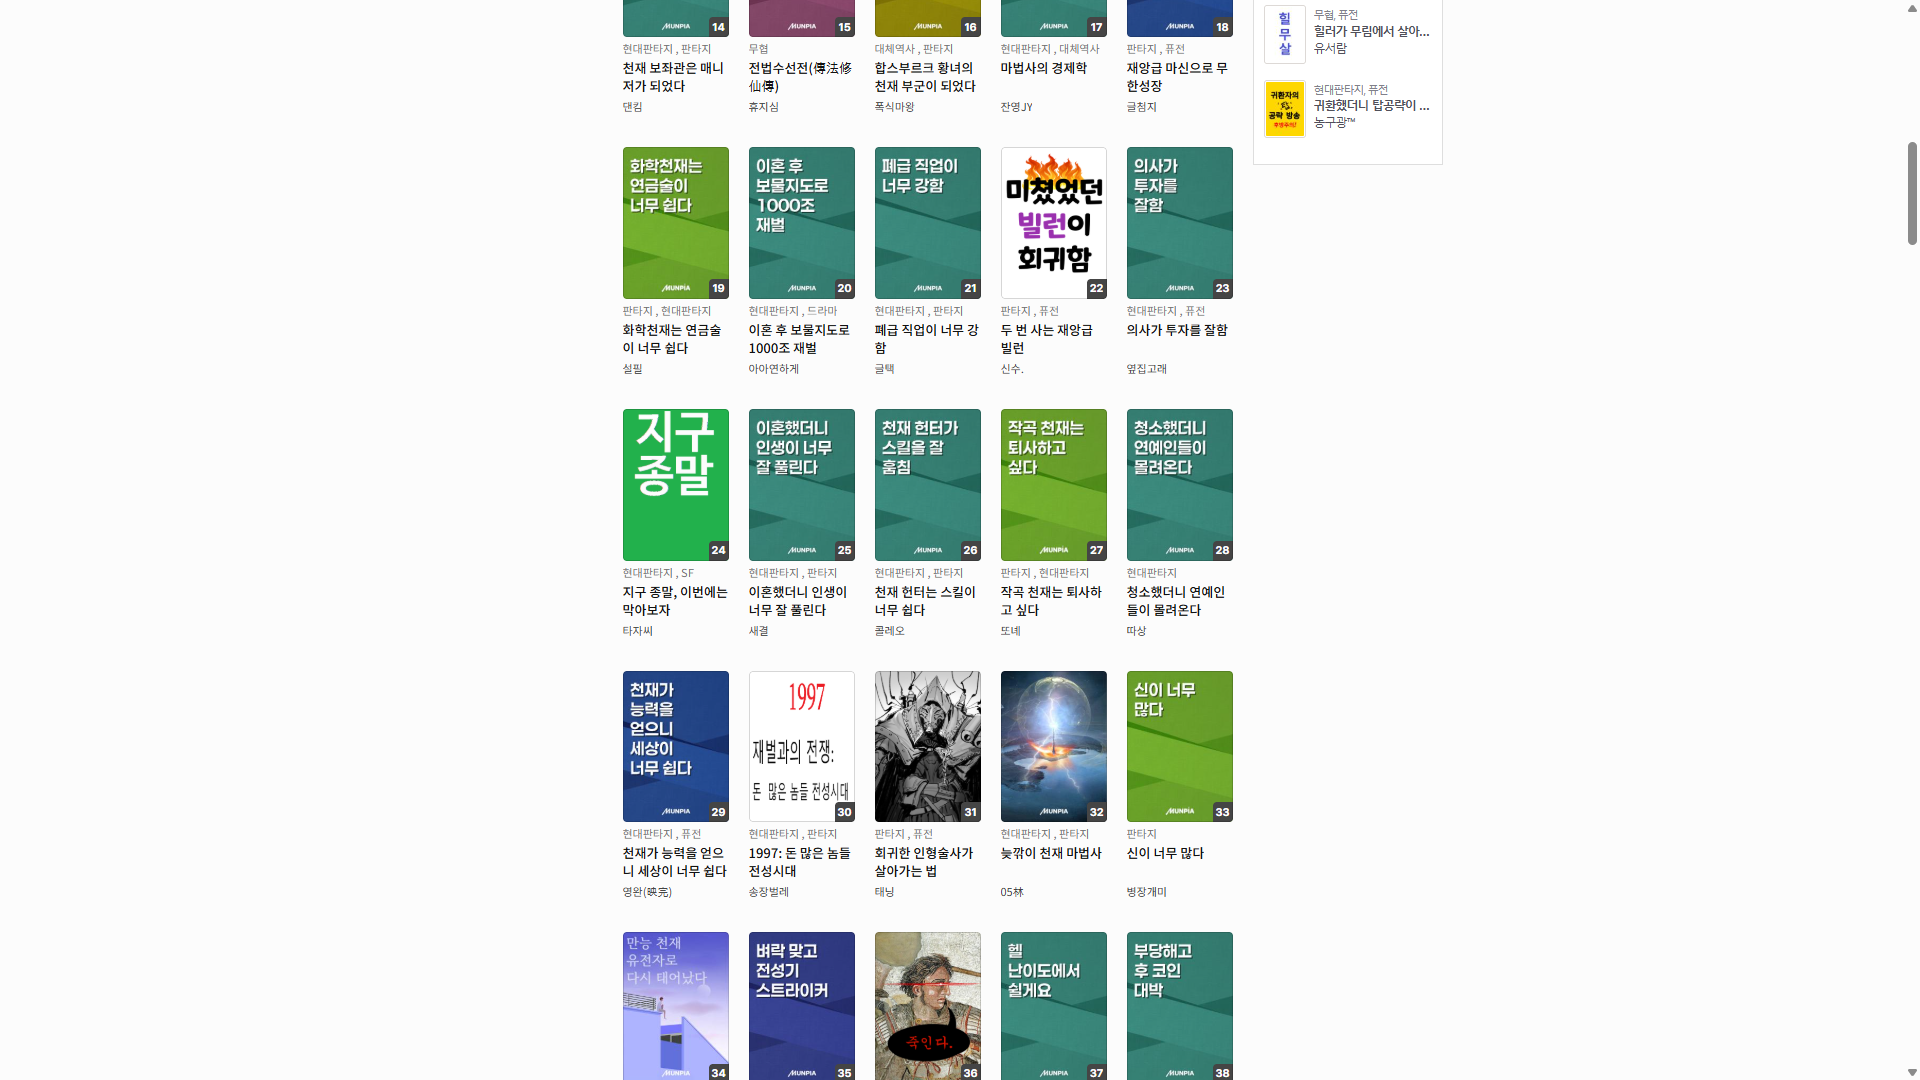 MUNPIA 14
MUNPIA 15
MUNPIA 16
MUNPIA 17
MUNPIA 18
현대판타지 , 판타지
천재 보좌관은 매니
저가 되었다
댄킴
무협
전법수선전(傳法修
仙傳)
휴지심
대체역사 , 판타지
합스부르크 황녀의
천재 부군이 되었다
폭식마왕
현대판타지 , 대체역사
마법사의 경제학
잔영JY
판타지 , 퓨전
재앙급 마신으로 무
한성장
글첨지
힐
무
살
무협, 퓨전
힐러가 무림에서 살아...
유서람
귀환자의
공략 방송
현대판타지, 퓨전
귀환했더니 탑공략이 ...
농구광™
화학천재는
연금술이
너무 쉽다
MUNPIA 19
이혼 후
보물지도로
1000조
재벌
MUNPIA 20
폐급 직업이
너무 강함
MUNPIA 21
미쳤었던
빌런이
회귀함
22
의사가
투자를
잘함
MUNPIA 23
판타지 , 현대판타지
화학천재는 연금술
이 너무 쉽다
설필
현대판타지 , 드라마
이혼 후 보물지도로
1000조 재벌
아아연하게
현대판타지 , 판타지
폐급 직업이 너무 강
함
글택
판타지 , 퓨전
두 번 사는 재앙급
빌런
신수.
현대판타지 , 퓨전
의사가 투자를 잘함
옆집고래
지구
종말
24
이혼했더니
인생이 너무
잘 풀린다
MUNPIA 25
천재 헌터가
스킬을 잘
훔침
MUNPIA 26
작곡 천재는
퇴사하고
싶다
MUNPIA 27
청소했더니
연예인들이
몰려온다
MUNPIA 28
현대판타지 , SF
지구 종말, 이번에는
막아보자
타자씨
현대판타지 , 판타지
이혼했더니 인생이
너무 잘 풀린다
새결
현대판타지 , 판타지
천재 헌터는 스킬이
너무 쉽다
콜레오
판타지 , 현대판타지
작곡 천재는 퇴사하
고 싶다
또녜
현대판타지
청소했더니 연예인
들이 몰려온다
따상
천재가
능력을
얻으니
세상이
너무 쉽다
MUNPIA 29
1997
재벌과의 전쟁:
돈 많은 놈들 전성시대
30
31
MUNPIA 32
신이 너무
많다
MUNPIA 33
현대판타지 , 퓨전
천재가 능력을 얻으
니 세상이 너무 쉽다
영완(映完)
현대판타지 , 판타지
1997: 돈 많은 놈들
전성시대
송장벌레
판타지 , 퓨전
회귀한 인형술사가
살아가는 법
태닝
현대판타지 , 판타지
늦깎이 천재 마법사
05林
판타지
신이 너무 많다
병장개미
만능 천재
유전자로
다시 태어났다
MUNPIA 34
벼락 맞고
전성기
스트라이커
MUNPIA 35
죽인다.
36
헬
난이도에서
쉴게요
MUNPIA 37
부당해고
후 코인
대박
MUNPIA 38